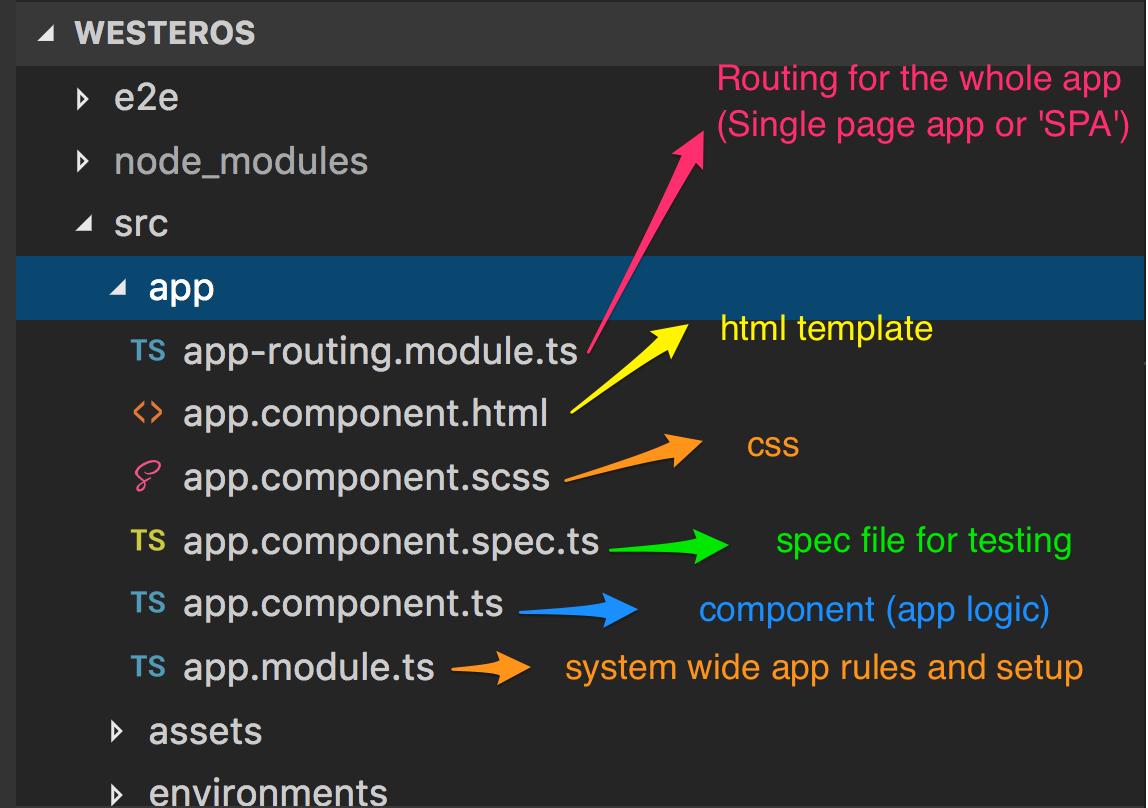 WESTEROS
Routing for the whole app
(Single page app or 'SPA')
e2e
node_modules
src
app
TS app-routing.module.ts
html template
<> app.component.html
app.component.scss
css
TS app.component.spec.ts
spec file for testing
TS app.component.ts
component (app logic)
TS app.module.ts
system wide app rules and setup
assets
environments